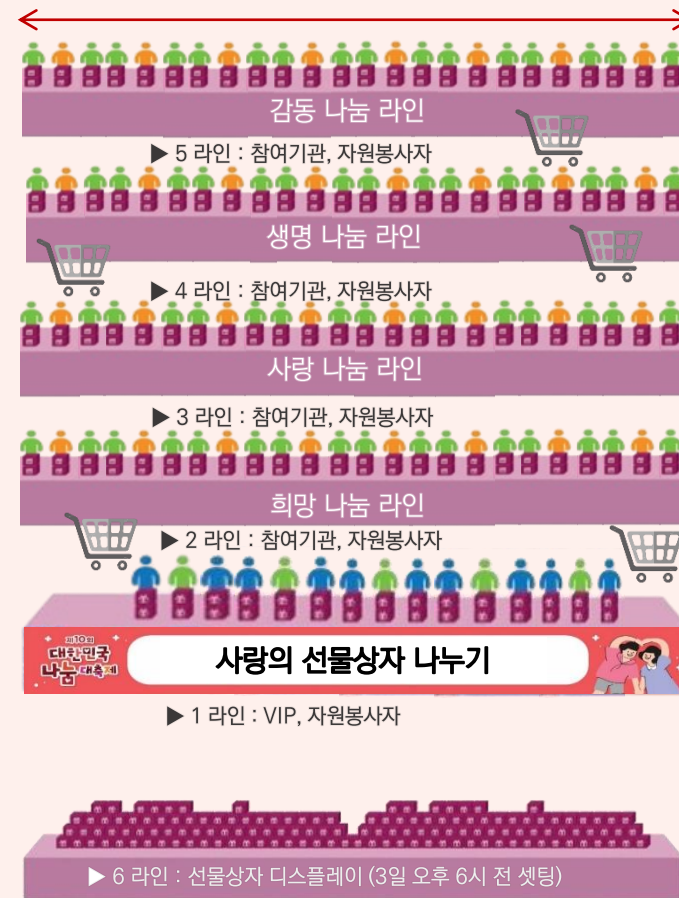 감동 나눔 라인
▶ 5 라인 : 참여기관, 자원봉사자
생명 나눔 라인
▶ 4 라인 : 참여기관, 자원봉사자
사랑 나눔 라인
▶ 3 라인 : 참여기관, 자원봉사자
희망 나눔 라인
▶ 2 라인 : 참여기관, 자원봉사자
제10회
대한민국
나눔대축제
사랑의 선물상자 나누기
▶ 1 라인 : VIP, 자원봉사자
▶ 6 라인 : 선물상자 디스플레이 (3일 오후 6시 전 셋팅)